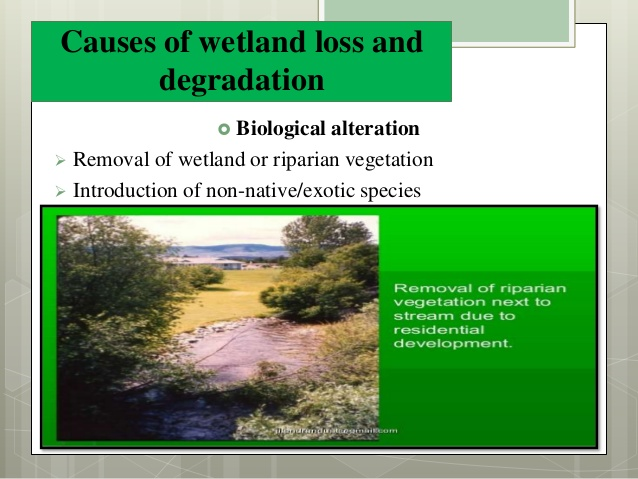 Causes of wetland loss and
degradation
Biological alteration
Removal of wetland or riparian vegetation
Introduction of non-native/exotic species
Removal of riparian
vegetation next to
stream due to
residential
development.